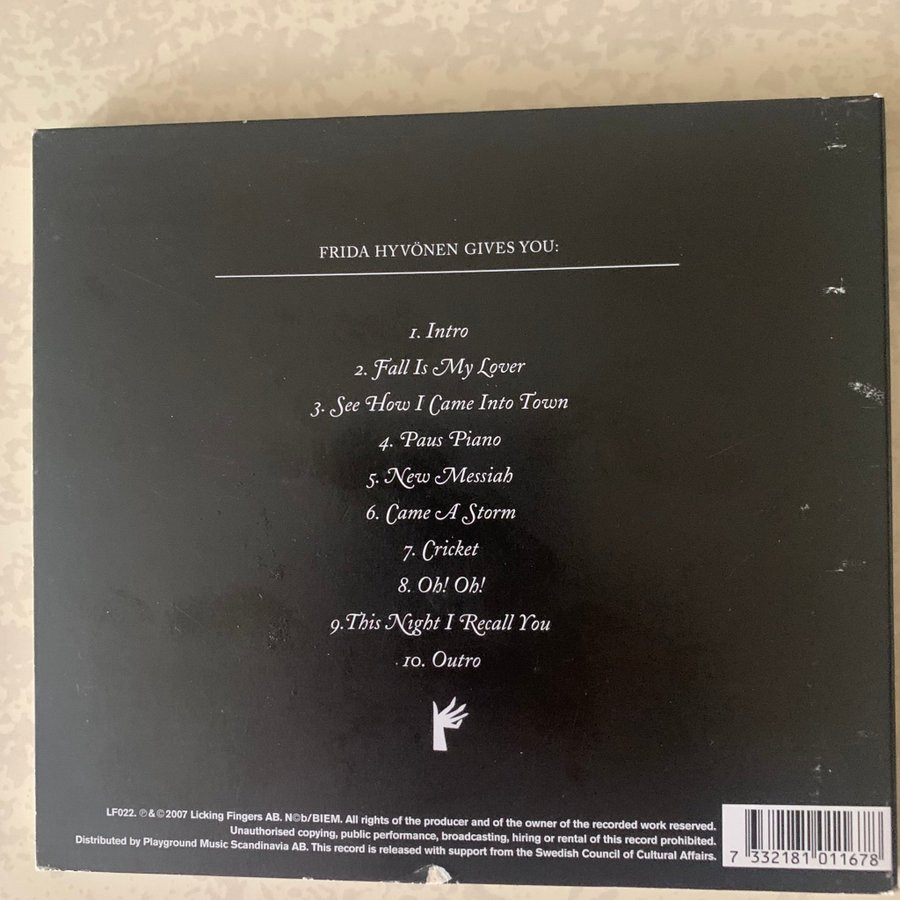 FRIDA HYVÖNEN GIVES YOU:
1. Intro
2. Fall Is My Lover
3. See How I Came Into Town
4. Paus Piano
5. New Messiah
6. Came A Storm
7. Cricket
8. Oh! Oh!
9.This Night I Recall You
10. Outro
LF022. ℗&©2007 Licking Fingers AB. N©b/BIEM. All rights of the producer and of the owner of the recorded work reserved.
Unauthorised copying, public performance, broadcasting, hiring or rental of this record prohibited.
Distributed by Playground Music Scandinavia AB. This record is released with support from the Swedish Council of Cultural Affairs.
7 332181 011678